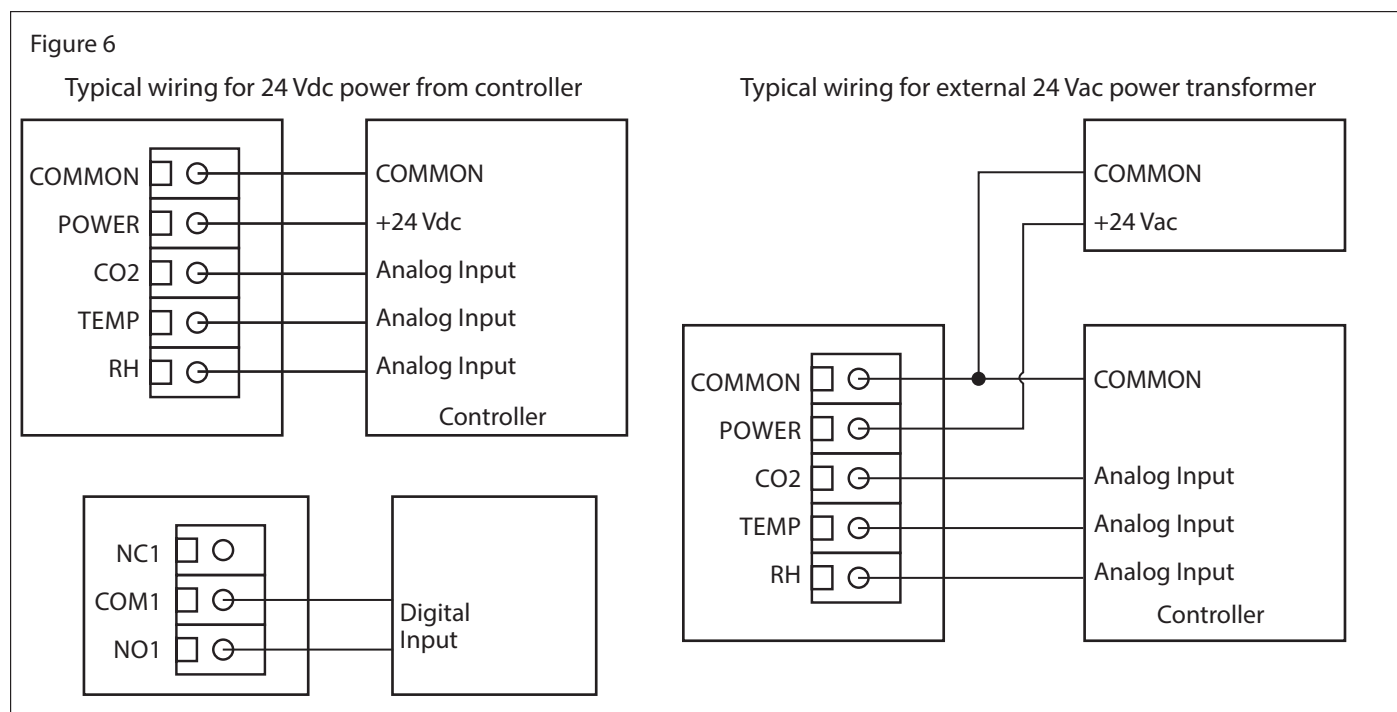 Figure 6
Typical wiring for 24 Vdc power from controller
COMMON
POWER
CO2
TEMP
RH
COMMON
+24 Vdc
Analog Input
Analog Input
Analog Input
Controller
NC1
COM1
NO1
Digital
Input
Typical wiring for external 24 Vac power transformer
COMMON
+24 Vac
COMMON
POWER
CO2
TEMP
RH
COMMON
Analog Input
Analog Input
Analog Input
Controller